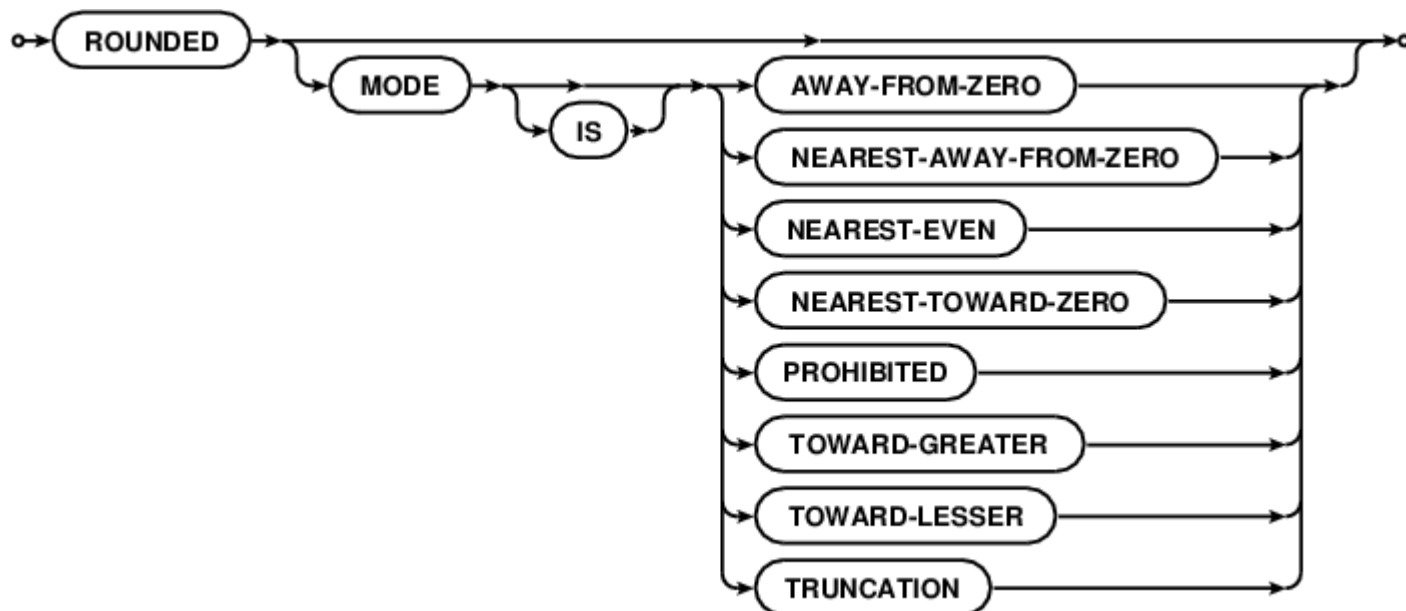 ROUNDED
MODE
AWAY-FROM-ZERO
IS
NEAREST-AWAY-FROM-ZERO
NEAREST-EVEN
NEAREST-TOWARD-ZERO
PROHIBITED
TOWARD-GREATER
TOWARD-LESSER
TRUNCATION